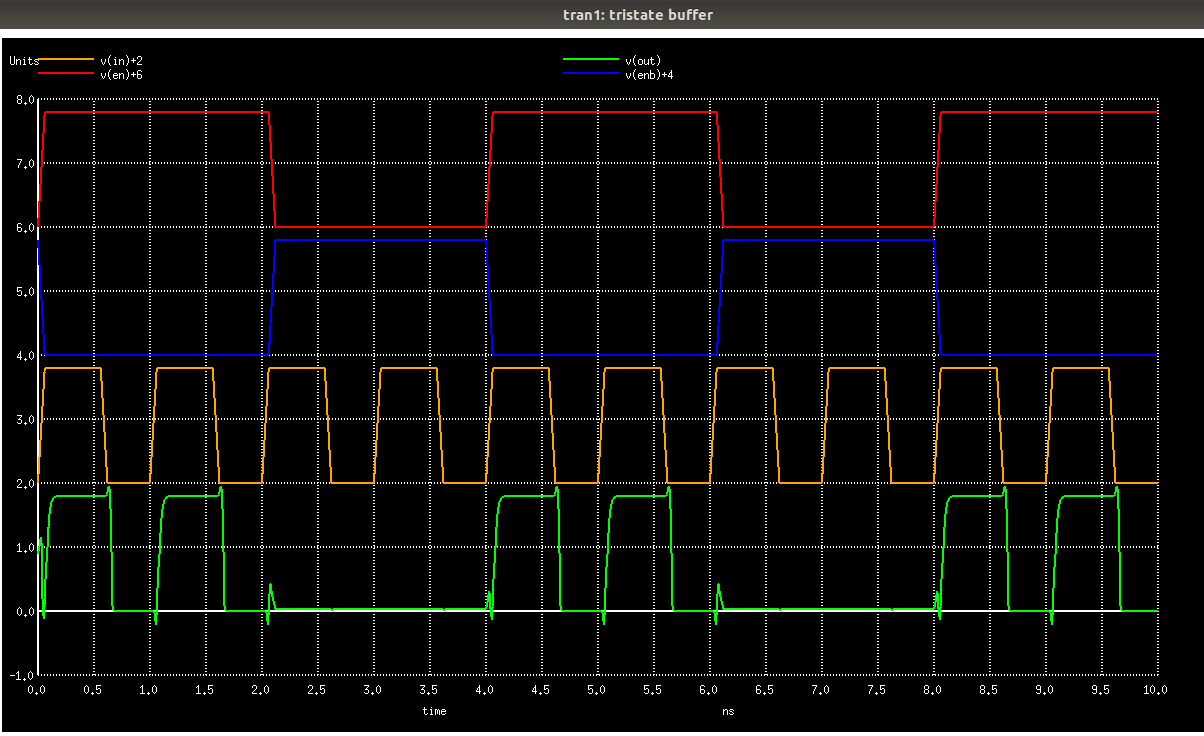 tran1: tristate buffer
Units v(in)+2 v(out)
v(en)+6 v(enb)+4
8.0
7.0
6.0
5.0
4.0
3.0
2.0
1.0
0.0
-1.0
0.0 0.5 1.0 1.5 2.0 2.5 3.0 3.5 4.0 4.5 5.0 5.5 6.0 6.5 7.0 7.5 8.0 8.5 9.0 9.5 10.0
time ns